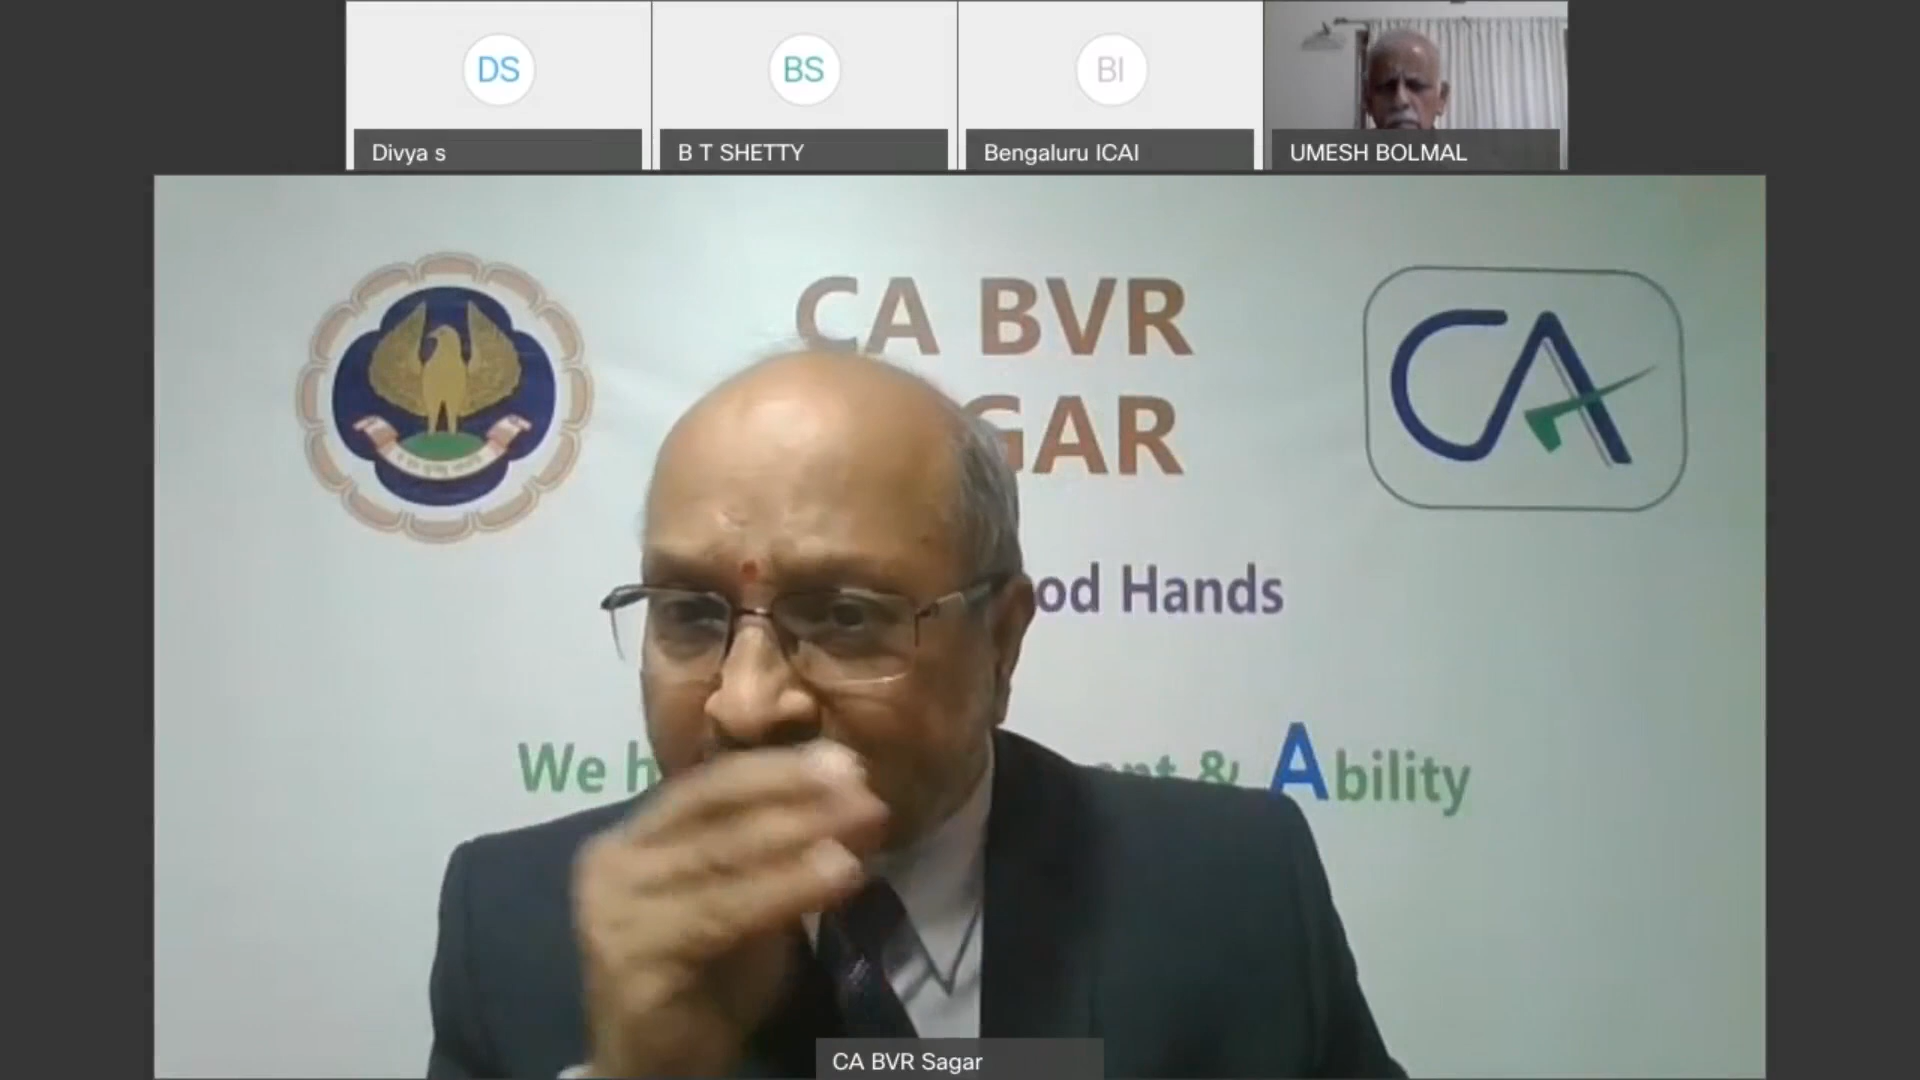 DS
BS
BI
Divya s
B T SHETTY
Bengaluru ICAI
UMESH BOLMAL
CA BVR
GAR
CA
od Hands
We h & Ability
CA BVR Sagar